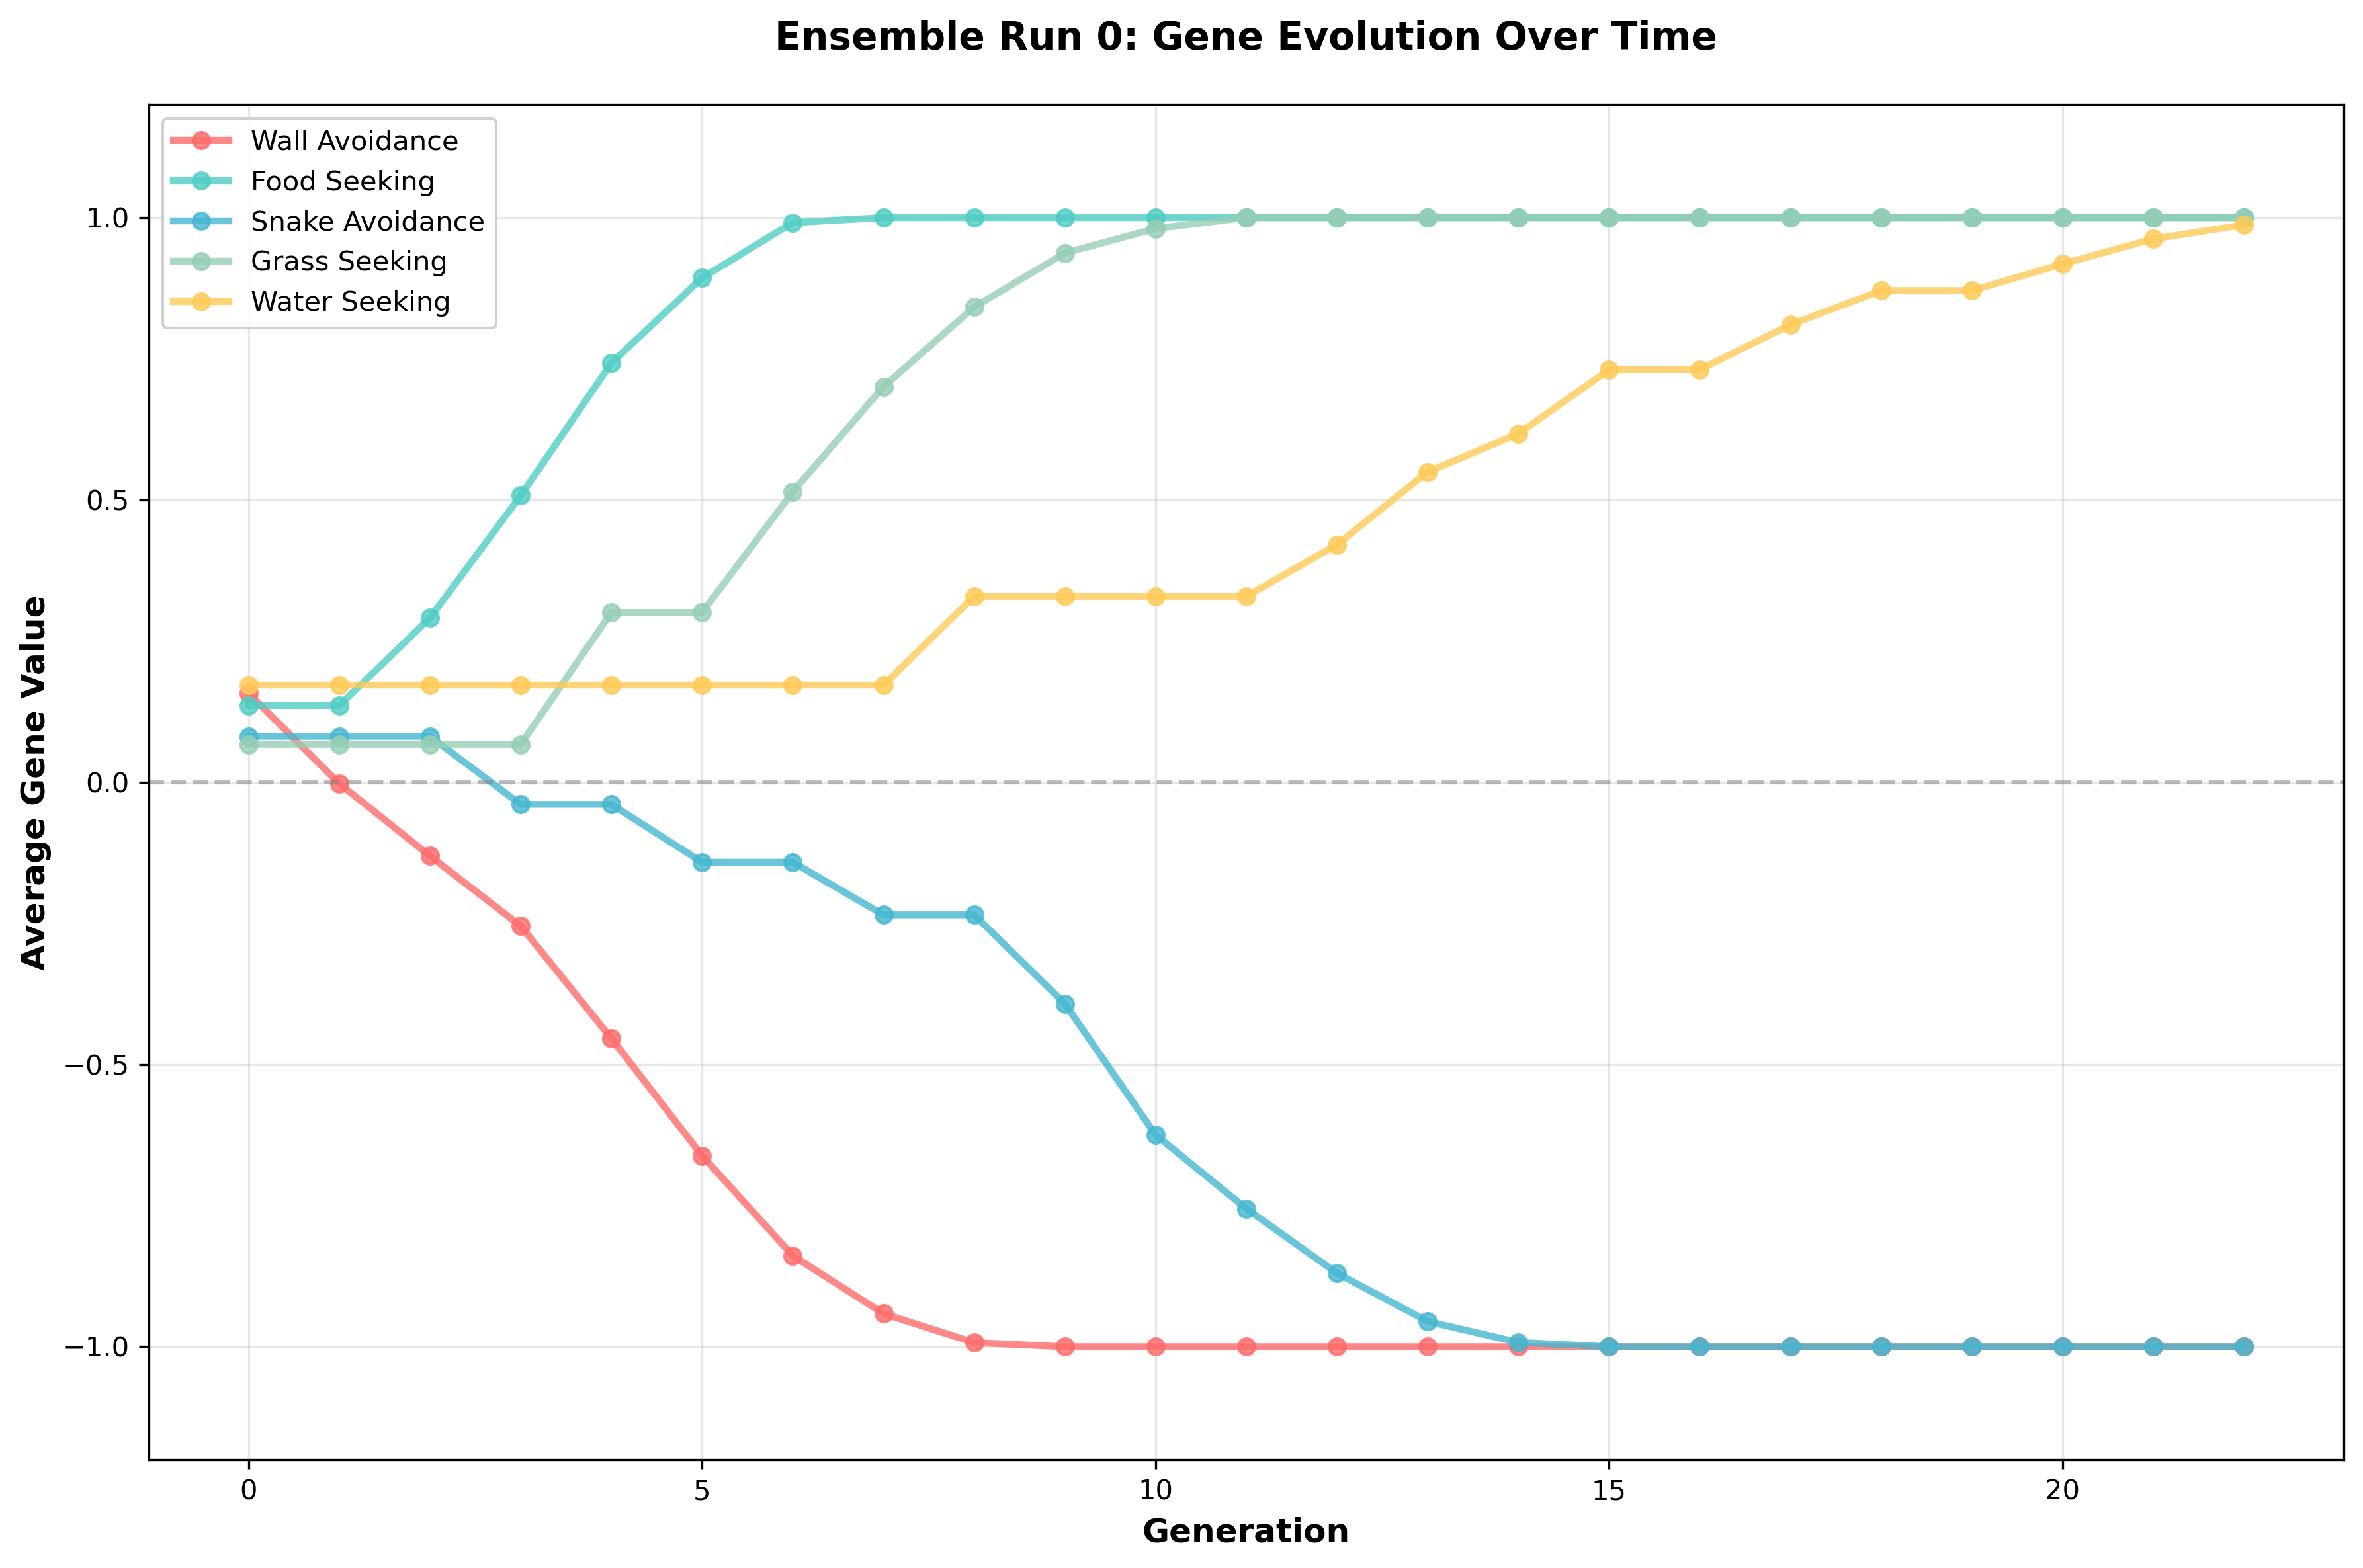 Ensemble Run 0: Gene Evolution Over Time
Wall Avoidance
Food Seeking
Snake Avoidance
Grass Seeking
Water Seeking
Average Gene Value
1.0
0.5
0.0
−0.5
−1.0
0 5 10 15 20
Generation